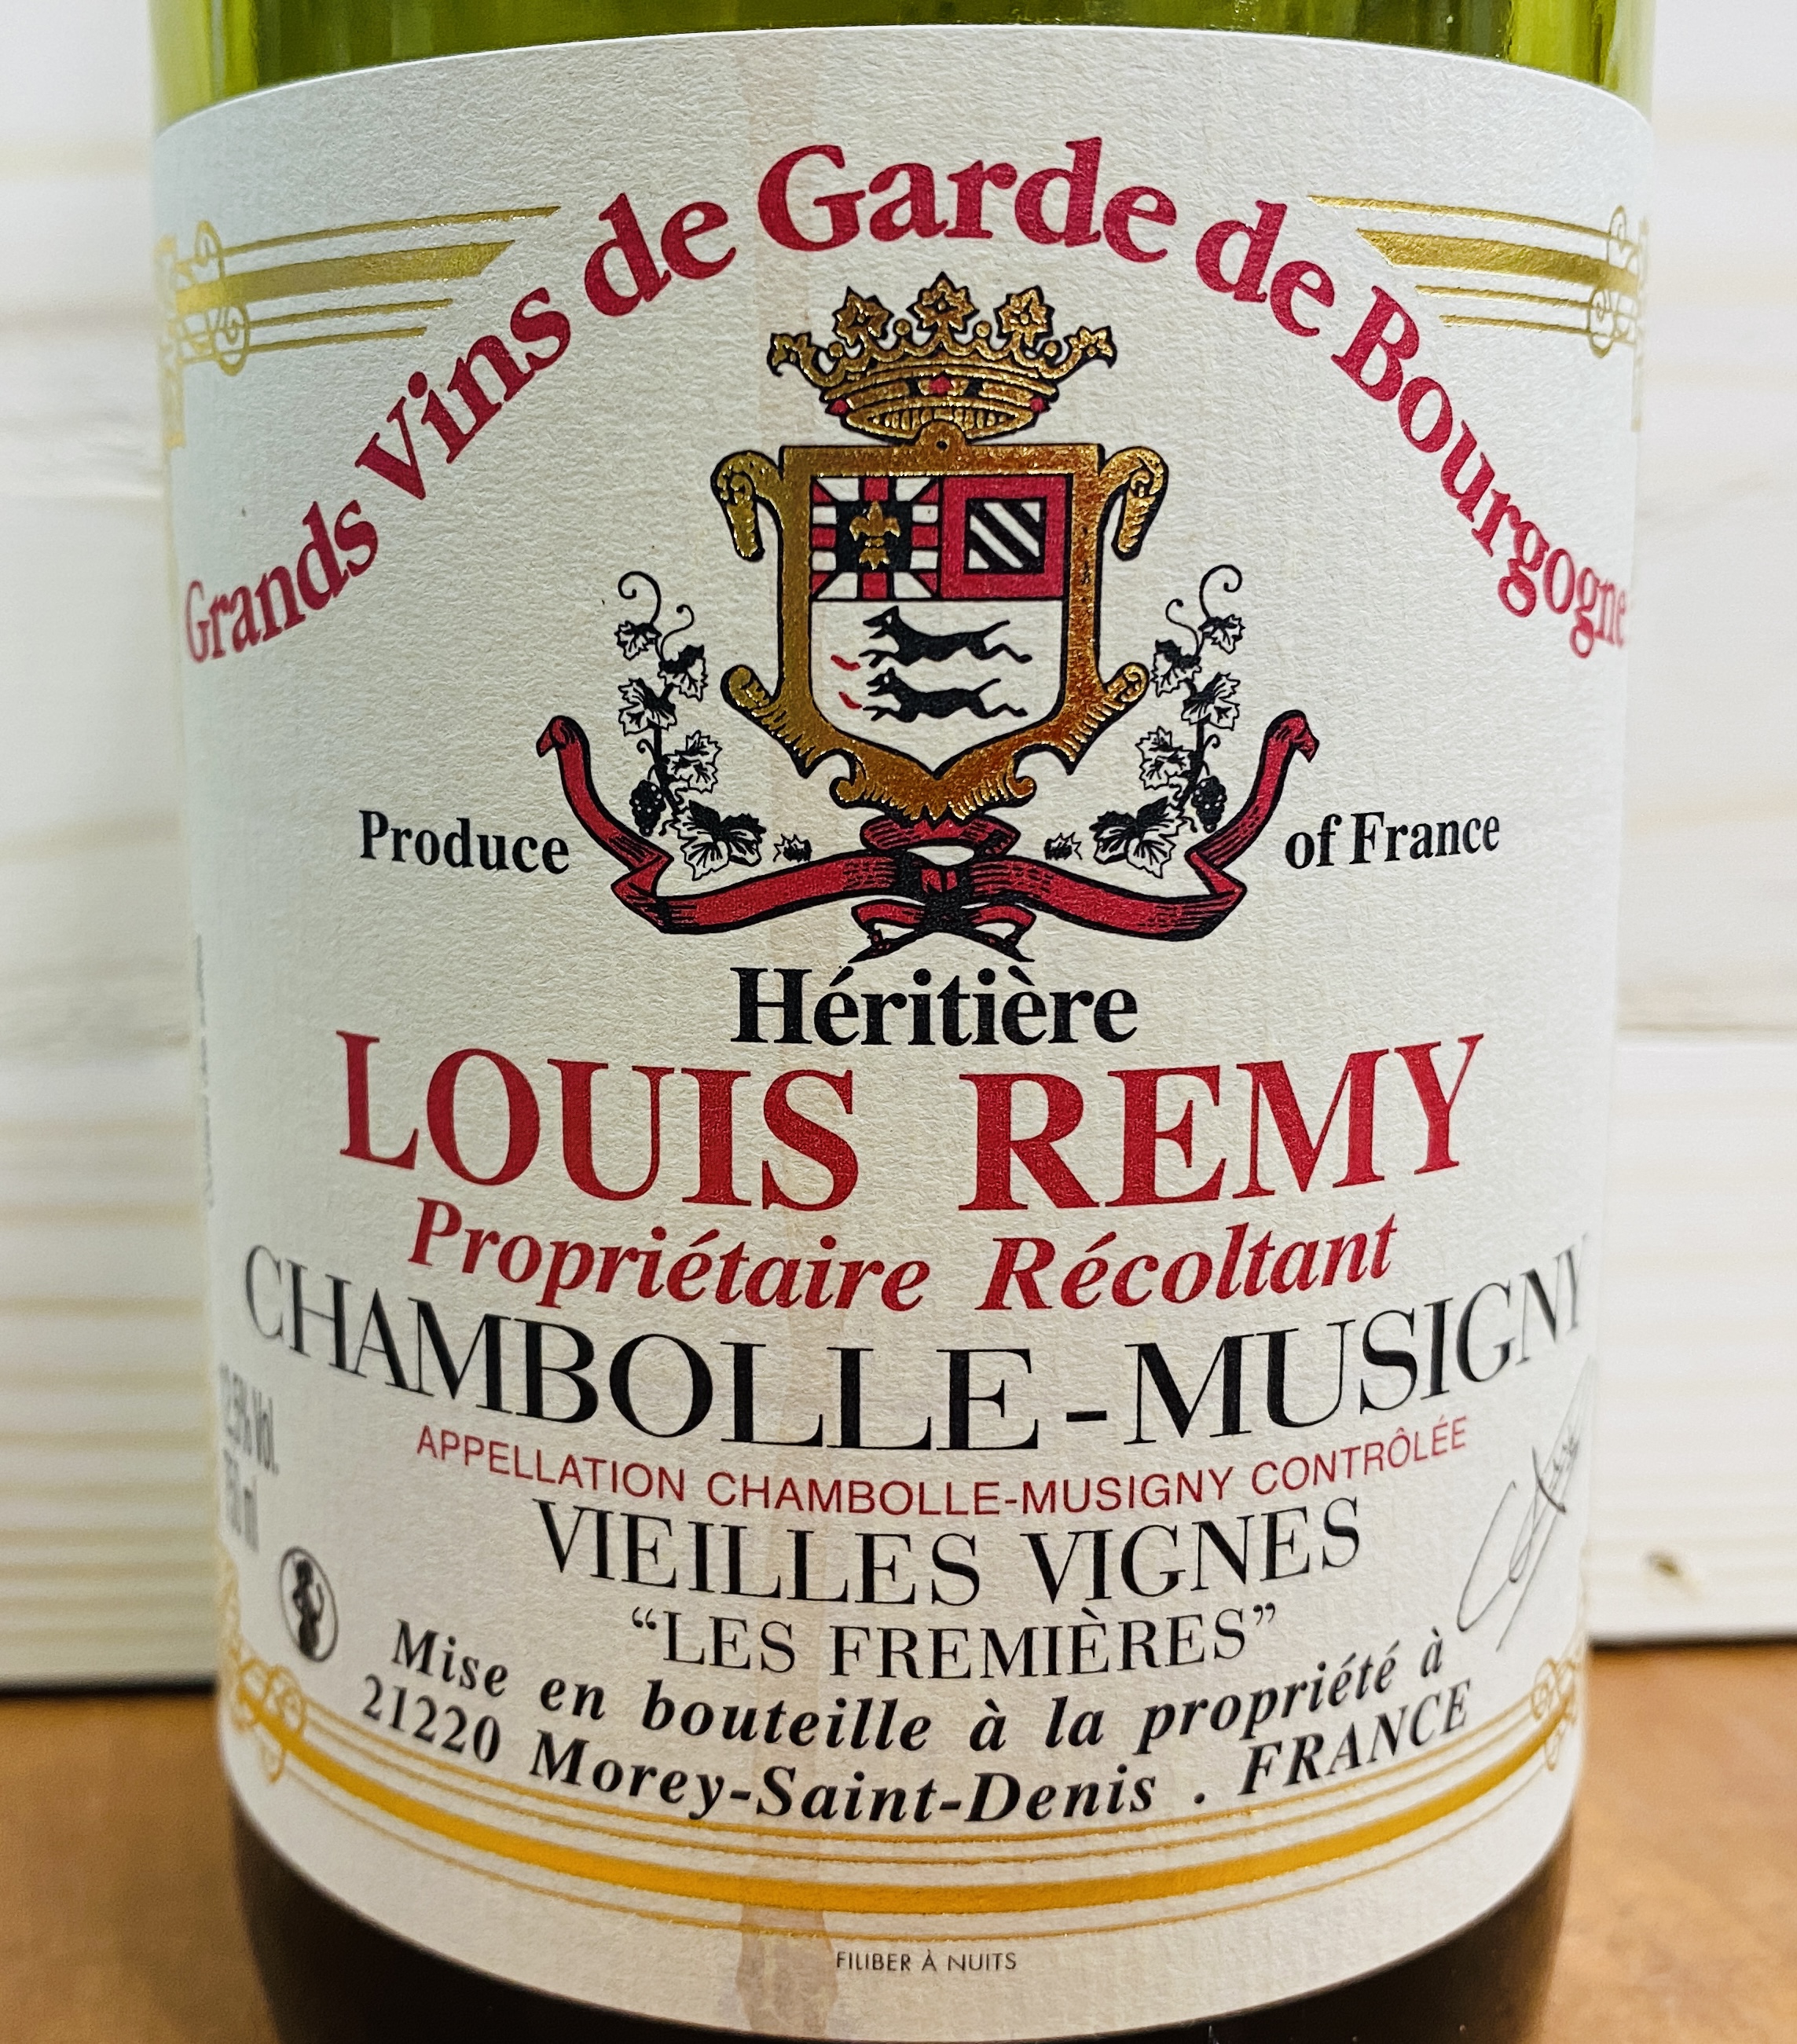 Grands Vins de Garde de Bourgogne
Produce of France
Héritière
LOUIS REMY
Propriétaire Récoltant
CHAMBOLLE-MUSIGNY
APPELLATION CHAMBOLLE-MUSIGNY CONTRÔLÉE
VIEILLES VIGNES
“LES FREMIÈRES”
Mise en bouteille à la propriété à
21220 Morey-Saint-Denis . FRANCE
FILIBER À NUITS